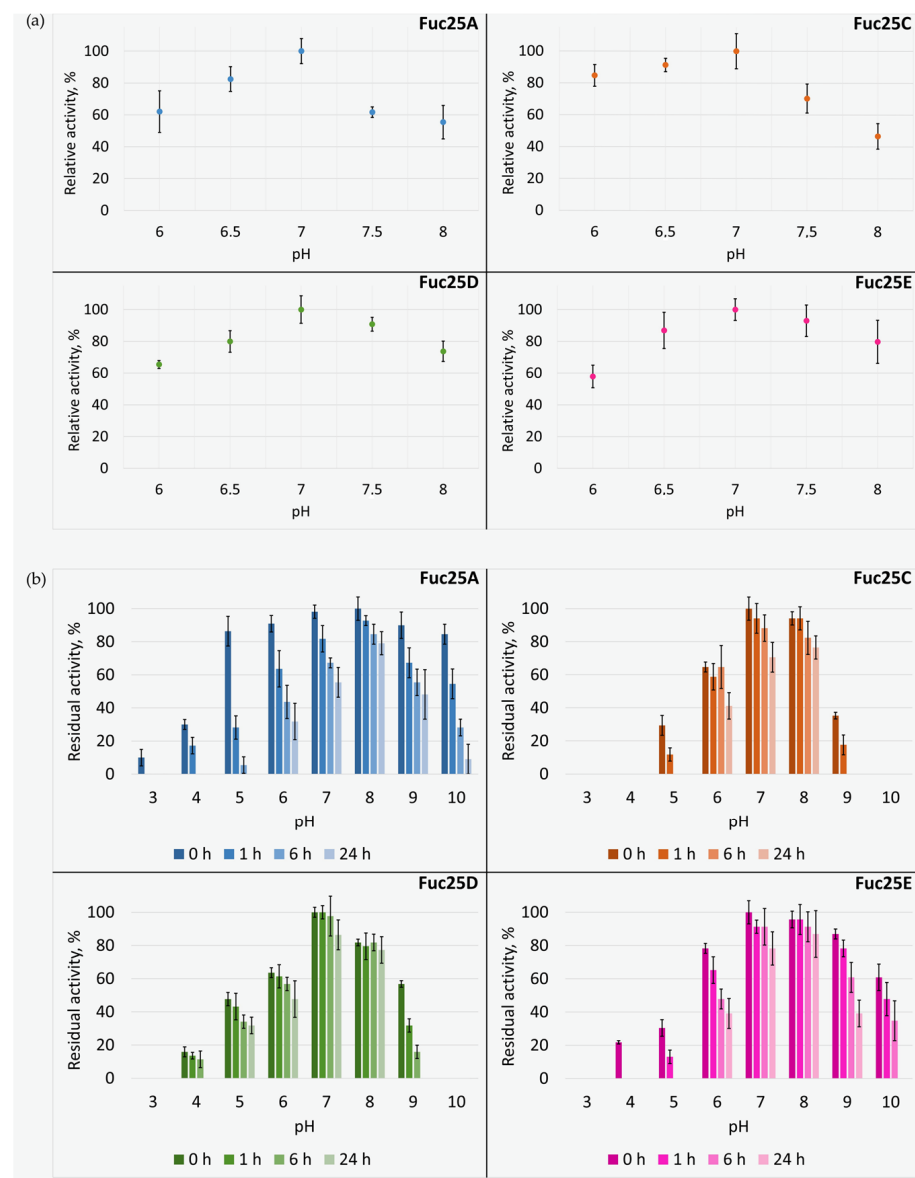 (a)
Fuc25A
Relative activity, %
100
80
60
40
20
0
6 6.5 7 7.5 8
pH
Fuc25C
Relative activity, %
100
80
60
40
20
0
6 6.5 7 7.5 8
pH
Fuc25D
Relative activity, %
100
80
60
40
20
0
6 6.5 7 7.5 8
pH
Fuc25E
Relative activity, %
100
80
60
40
20
0
6 6.5 7 7.5 8
pH
(b)
Fuc25A
Residual activity, %
100
80
60
40
20
0
3 4 5 6 7 8 9 10
pH
0 h 1 h 6 h 24 h
Fuc25C
Residual activity, %
100
80
60
40
20
0
3 4 5 6 7 8 9 10
pH
0 h 1 h 6 h 24 h
Fuc25D
Residual activity, %
100
80
60
40
20
0
3 4 5 6 7 8 9 10
pH
0 h 1 h 6 h 24 h
Fuc25E
Residual activity, %
100
80
60
40
20
0
3 4 5 6 7 8 9 10
pH
0 h 1 h 6 h 24 h